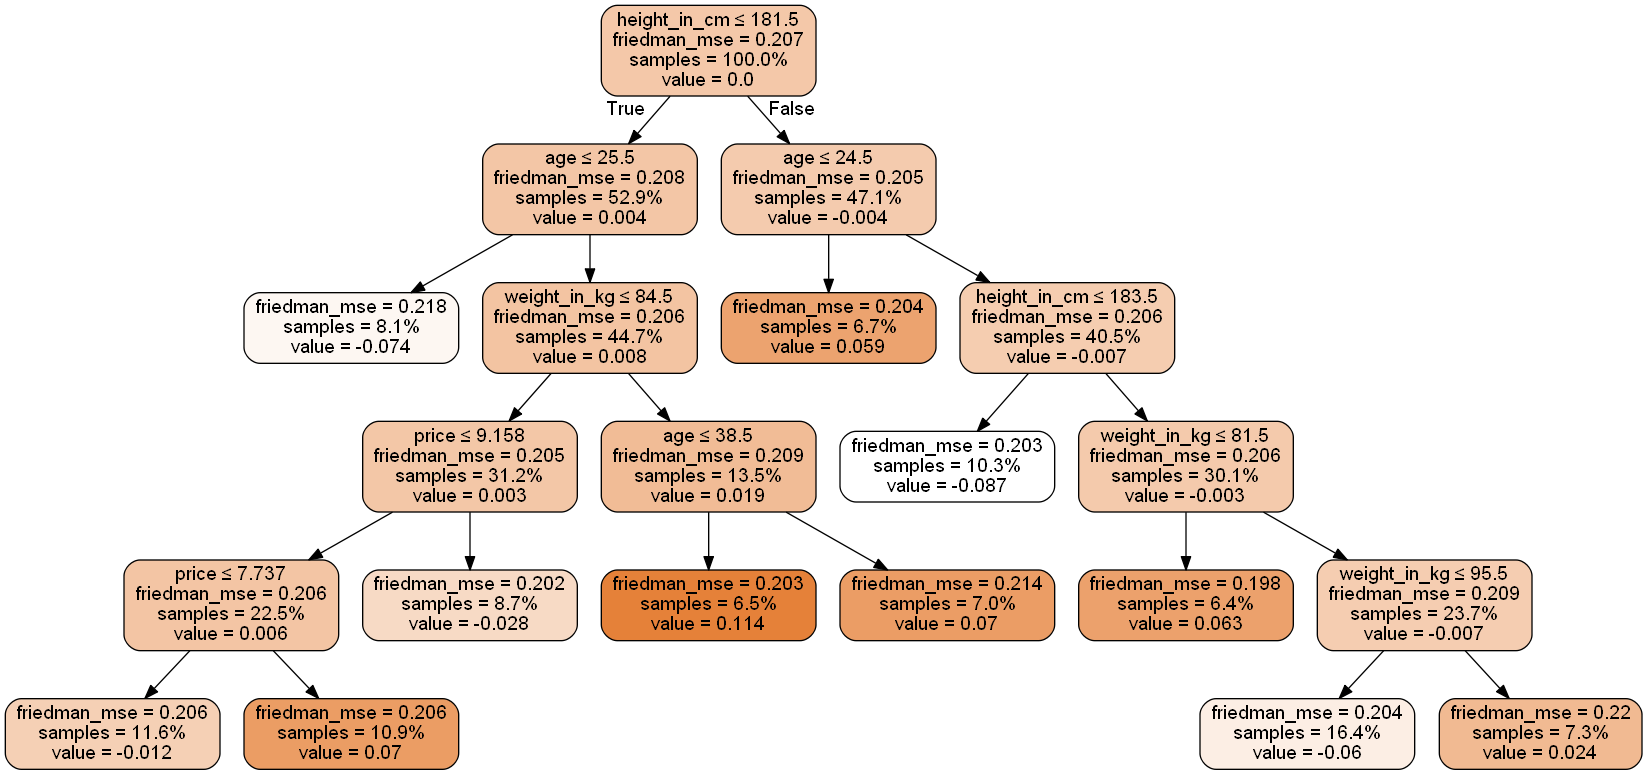 height_in_cm ≤ 181.5
friedman_mse = 0.207
samples = 100.0%
value = 0.0
True
False
age ≤ 25.5
friedman_mse = 0.208
samples = 52.9%
value = 0.004
age ≤ 24.5
friedman_mse = 0.205
samples = 47.1%
value = -0.004
friedman_mse = 0.218
samples = 8.1%
value = -0.074
weight_in_kg ≤ 84.5
friedman_mse = 0.206
samples = 44.7%
value = 0.008
friedman_mse = 0.204
samples = 6.7%
value = 0.059
height_in_cm ≤ 183.5
friedman_mse = 0.206
samples = 40.5%
value = -0.007
price ≤ 9.158
friedman_mse = 0.205
samples = 31.2%
value = 0.003
age ≤ 38.5
friedman_mse = 0.209
samples = 13.5%
value = 0.019
friedman_mse = 0.203
samples = 10.3%
value = -0.087
weight_in_kg ≤ 81.5
friedman_mse = 0.206
samples = 30.1%
value = -0.003
price ≤ 7.737
friedman_mse = 0.206
samples = 22.5%
value = 0.006
friedman_mse = 0.202
samples = 8.7%
value = -0.028
friedman_mse = 0.203
samples = 6.5%
value = 0.114
friedman_mse = 0.214
samples = 7.0%
value = 0.07
friedman_mse = 0.198
samples = 6.4%
value = 0.063
weight_in_kg ≤ 95.5
friedman_mse = 0.209
samples = 23.7%
value = -0.007
friedman_mse = 0.206
samples = 11.6%
value = -0.012
friedman_mse = 0.206
samples = 10.9%
value = 0.07
friedman_mse = 0.204
samples = 16.4%
value = -0.06
friedman_mse = 0.22
samples = 7.3%
value = 0.024